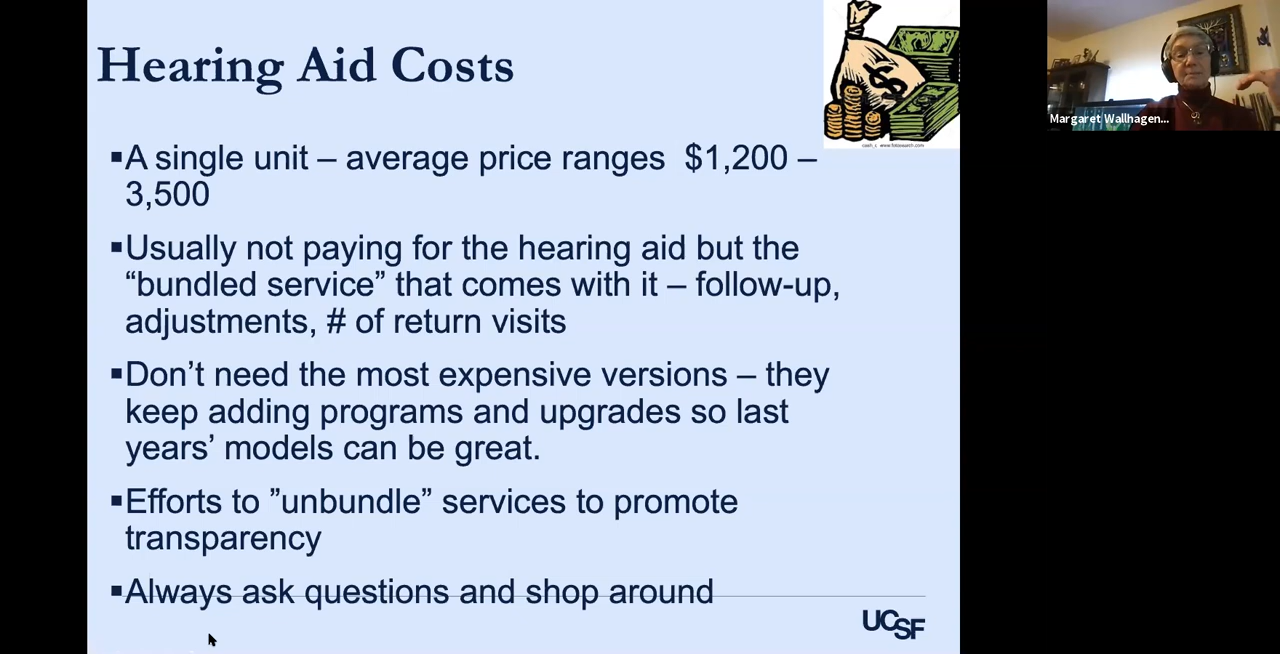 Hearing Aid Costs
▪A single unit – average price ranges $1,200 –
3,500
▪Usually not paying for the hearing aid but the
“bundled service” that comes with it – follow-up,
adjustments, # of return visits
▪Don’t need the most expensive versions – they
keep adding programs and upgrades so last
years’ models can be great.
▪Efforts to ”unbundle” services to promote
transparency
▪Always ask questions and shop around
UCSF
$
www.fotosearch.com
Margaret Wallhagen...